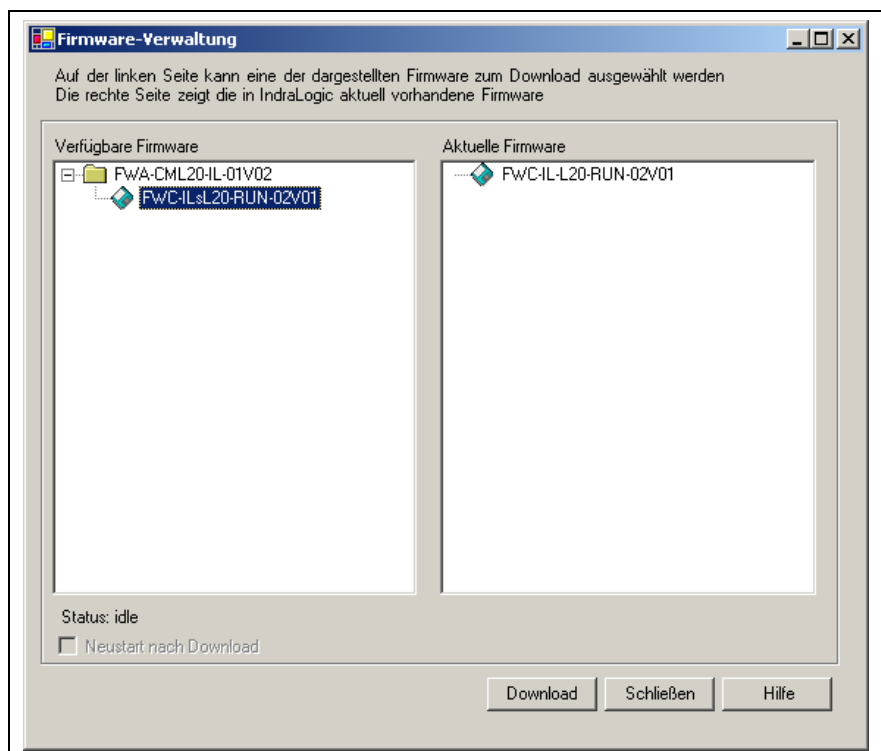 Firmware-Verwaltung
Auf der linken Seite kann eine der dargestellten Firmware zum Download ausgewählt werden
Die rechte Seite zeigt die in IndraLogic aktuell vorhandene Firmware
Verfügbare Firmware
Aktuelle Firmware
FWA-CML20-IL-01V02
FWC-IL-L20-RUN-02V01
FWC-ILsL20-RUN-02V01
Status: idle
Neustart nach Download
Download
Schließen
Hilfe